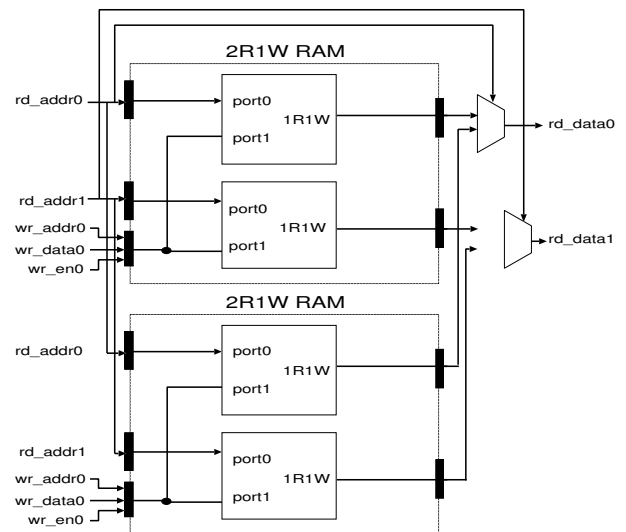 2R1W RAM
rd_addr0
port0
1R1W
port1
rd_data0
rd_addr1
port0
wr_addr0
1R1W
wr_data0
port1
rd_data1
wr_en0
2R1W RAM
rd_addr0
port0
1R1W
port1
rd_addr1
port0
wr_addr0
1R1W
wr_data0
port1
wr_en0